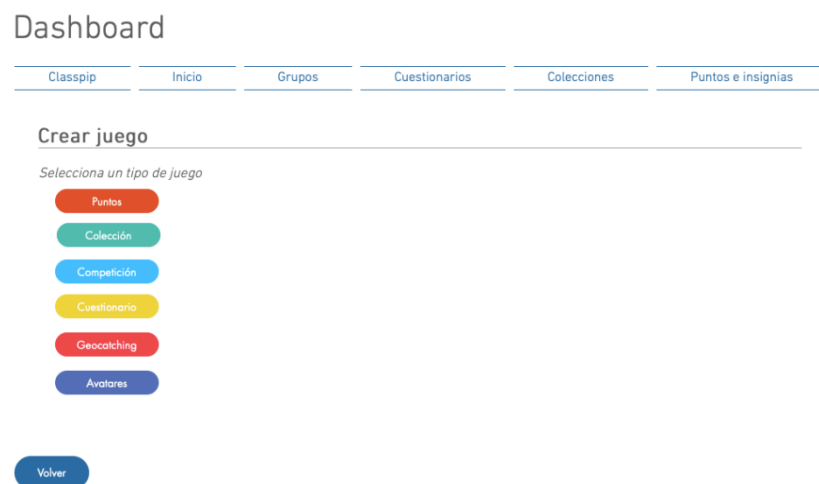 Dashboard
Classpip Inicio Grupos Cuestionarios Colecciones Puntos e insignias
Crear juego
Selecciona un tipo de juego
Puntos
Colección
Competición
Cuestionario
Geocatching
Avatares
Volver